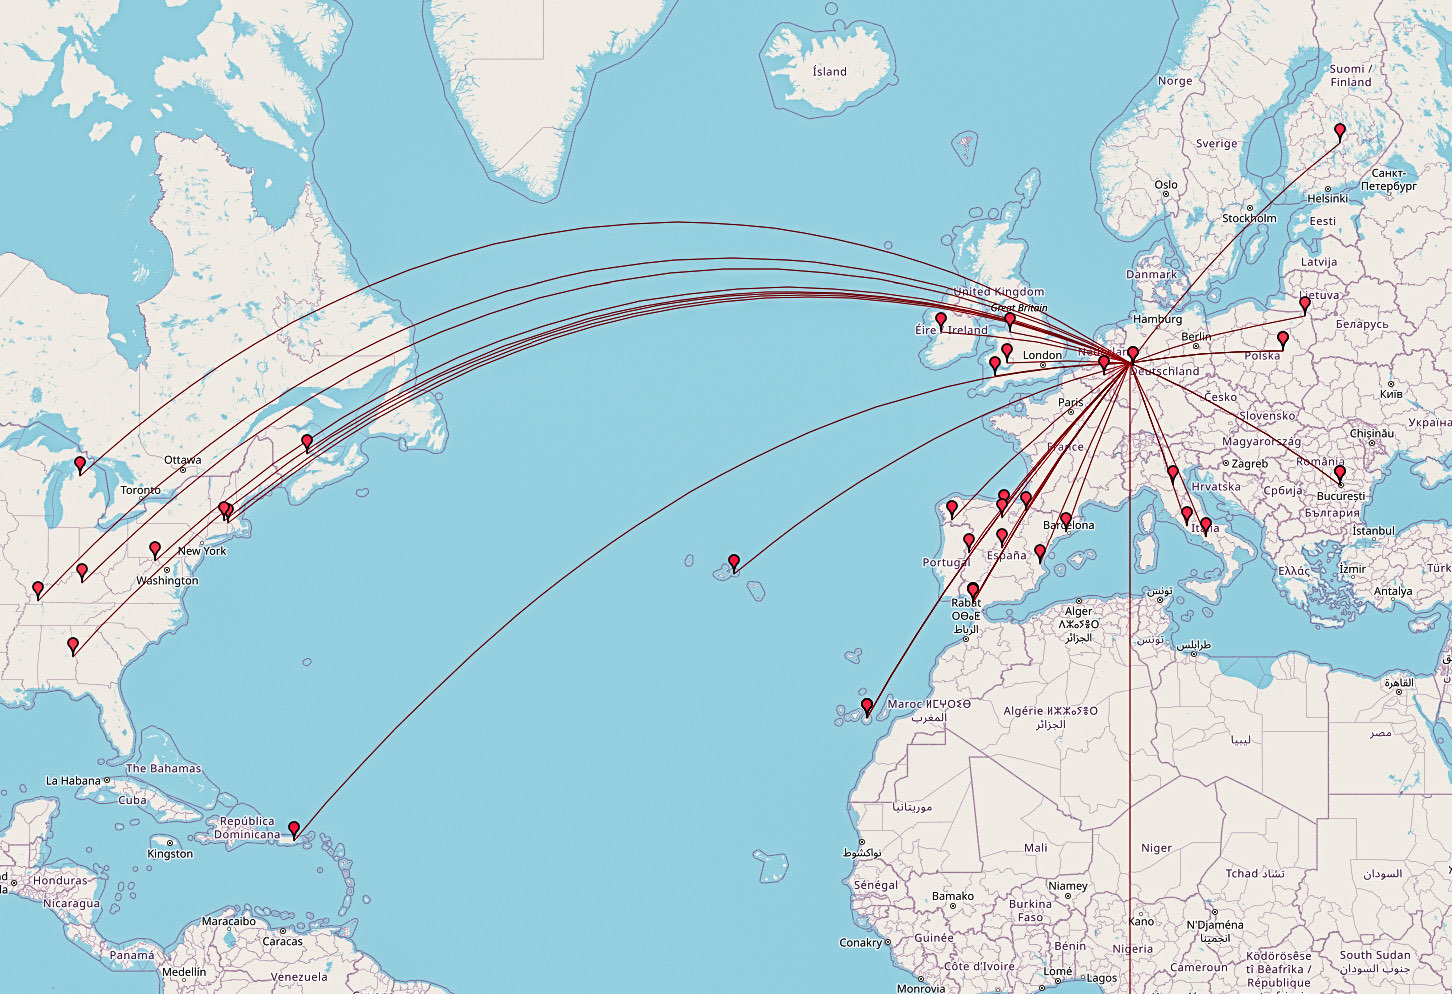 Ísland
Suomi /
Finland
Norge
Sverige
Санкт-
Петербург
Oslo
Helsinki
Stockholm
Eesti
Latvija
Danmark
United Kingdom
Lietuva
Great Britain
Hamburg
Éire / Ireland
Беларусь
Berlin
London
Nederland
Polska
Deutschland
Paris
Česko
Київ
Slovensko
Україна
Chișinău
Magyarország
France
România
Zagreb
Hrvatska
Србија
București
България
Ottawa
Toronto
New York
Washington
Barcelona
Italia
İstanbul
España
Portugal
Ελλάς
İzmir
Antalya
Rabat
ⵔⴱⴰⵟ
الرباط
Alger
الجزائر
تونس
تونس
طرابلس
القاهرة
Maroc ⵍⵎⵖⵔⵉⴱ
المغرب
الجزائر
ليبيا
مصر
The Bahamas
La Habana
Cuba
República
Dominicana
Kingston
موريتانيا
نواكشوط
Mali
Niger
Tchad تشاد
السودان
Honduras
Nicaragua
Sénégal
Bamako
Niamey
Burkina
Faso
Kano
N'Djaména
انجمينا
Maracaibo
Caracas
Conakry
Guinée
Bénin
Nigeria
Panamá
Medellín
Venezuela
Côte d'Ivoire
Lomé
Lagos
Cameroun
Ködörösêse
tî Bêafrîka /
République
South Sudan
جنوب السودان
Monrovia